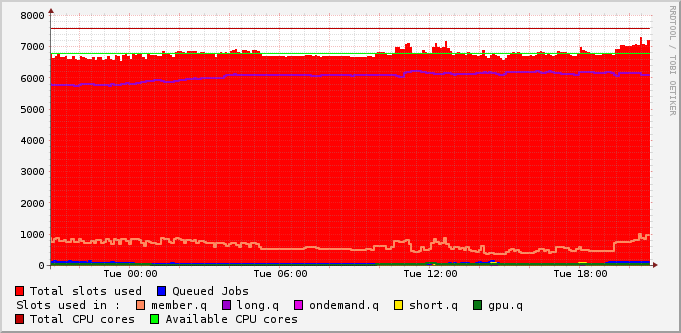 RRDTOOL / TOBI OETIKER
8000
7000
6000
5000
4000
3000
2000
1000
0
Tue 00:00 Tue 06:00 Tue 12:00 Tue 18:00
Total slots used Queued Jobs
Slots used in : member.q long.q ondemand.q short.q gpu.q
Total CPU cores Available CPU cores